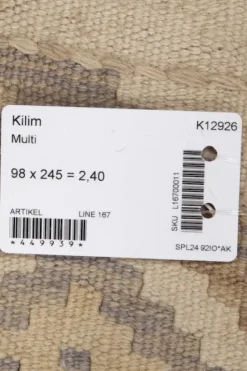 Kilim
K12926
Multi
98 x 245 = 2,40
ARTIKEL
LINE 167
*449939*
SKU L16700011
SPL24 92IO*AK